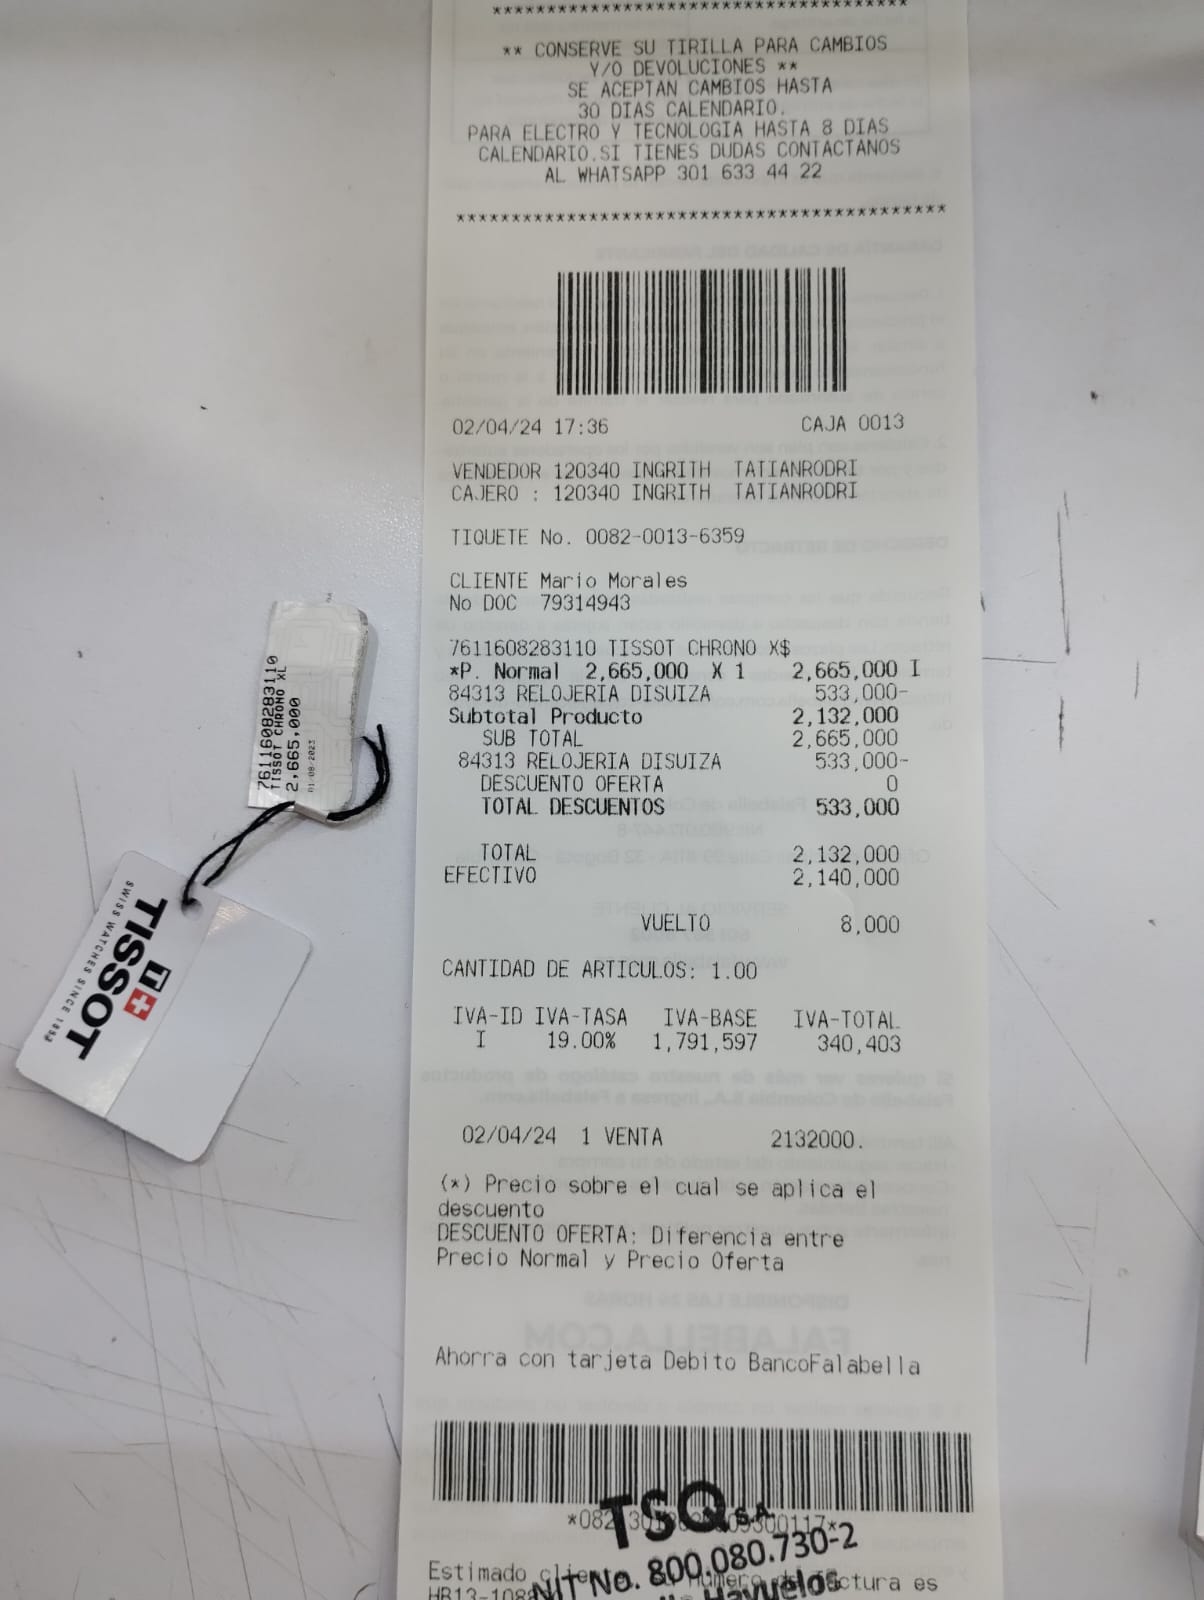 ****************************************
** CONSERVE SU TIRILLA PARA CAMBIOS
Y/O DEVOLUCIONES **
SE ACEPTAN CAMBIOS HASTA
30 DIAS CALENDARIO.
PARA ELECTRO Y TECNOLOGIA HASTA 8 DIAS
CALENDARIO.SI TIENES DUDAS CONTACTANOS
AL WHATSAPP 301 633 44 22
********************************************
02/04/24 17:36 CAJA 0013
VENDEDOR 120340 INGRITH TATIANRODRI
CAJERO : 120340 INGRITH TATIANRODRI
TIQUETE No. 0082-0013-6359
CLIENTE Mario Morales
No DOC 79314943
7611608283110 TISSOT CHRONO X$
*P. Normal 2,665,000 X 1 2,665,000 I
84313 RELOJERIA DISUIZA 533,000-
Subtotal Producto 2,132,000
SUB TOTAL 2,665,000
84313 RELOJERIA DISUIZA 533,000-
DESCUENTO OFERTA 0
TOTAL DESCUENTOS 533,000
TOTAL 2,132,000
EFECTIVO 2,140,000
VUELTO 8,000
CANTIDAD DE ARTICULOS: 1.00
IVA-ID IVA-TASA IVA-BASE IVA-TOTAL
I 19.00% 1,791,597 340,403
02/04/24 1 VENTA 2132000.
(*) Precio sobre el cual se aplica el
descuento
DESCUENTO OFERTA: Diferencia entre
Precio Normal y Precio Oferta
Ahorra con tarjeta Debito BancoFalabella
TSQ S.A.
NIT No. 800.080.730-2
Hayuelos
Estimado
factura es
7611608283110
TISSOT CHRONO XL
2,665,000
01/08/2023
TISSOT
SWISS WATCHES SINCE 1853